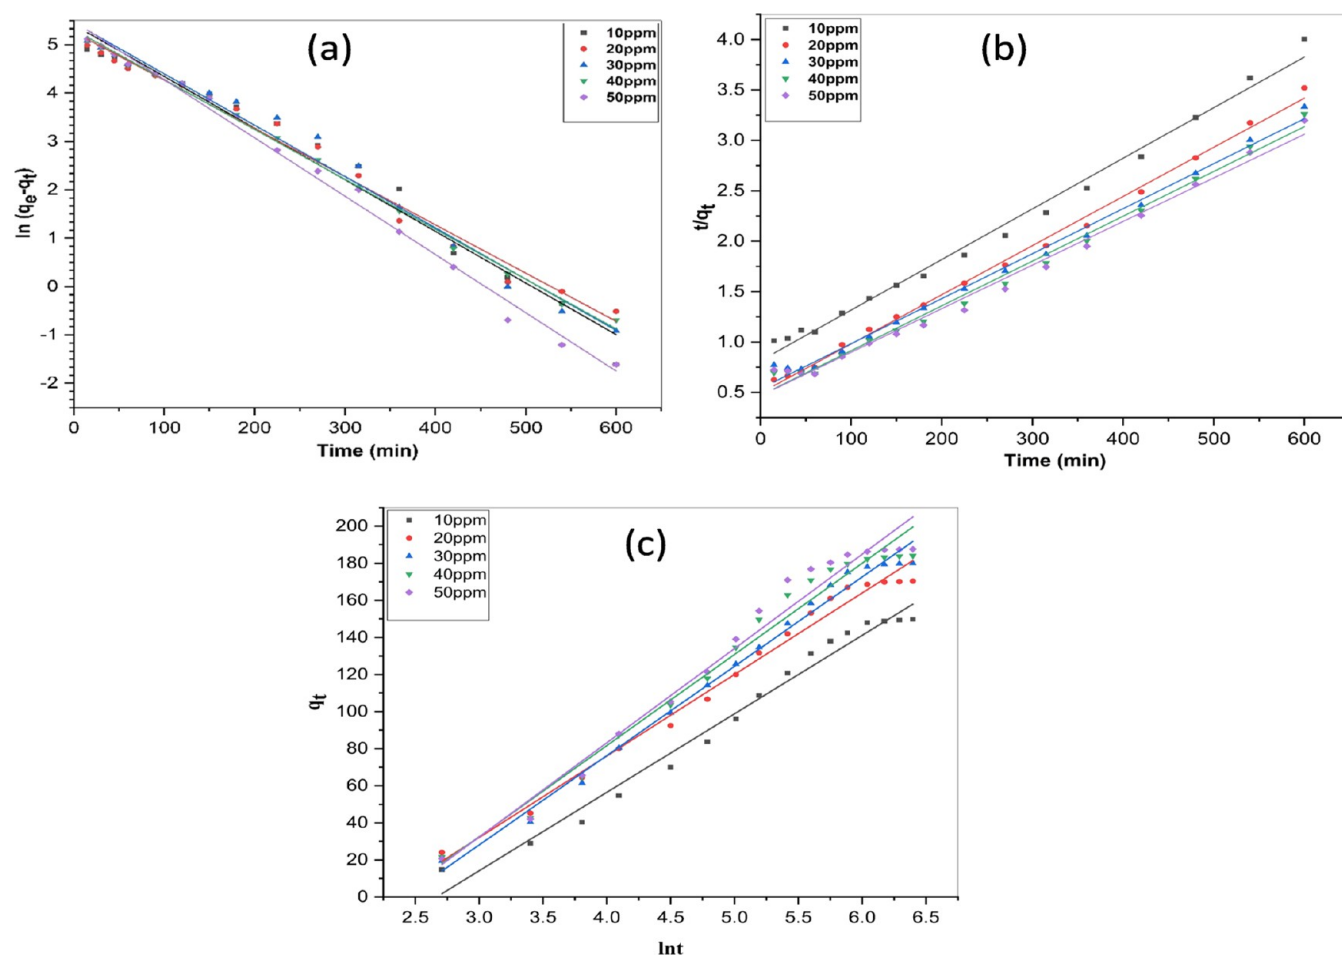 (a)
10ppm
20ppm
30ppm
40ppm
50ppm
5
4
3
2
1
0
-1
-2
ln (qe-qt)
0 100 200 300 400 500 600
Time (min)
(b)
10ppm
20ppm
30ppm
40ppm
50ppm
4.0
3.5
3.0
2.5
2.0
1.5
1.0
0.5
t/qt
0 100 200 300 400 500 600
Time (min)
(c)
10ppm
20ppm
30ppm
40ppm
50ppm
200
180
160
140
120
100
80
60
40
20
0
qt
2.5 3.0 3.5 4.0 4.5 5.0 5.5 6.0 6.5
lnt